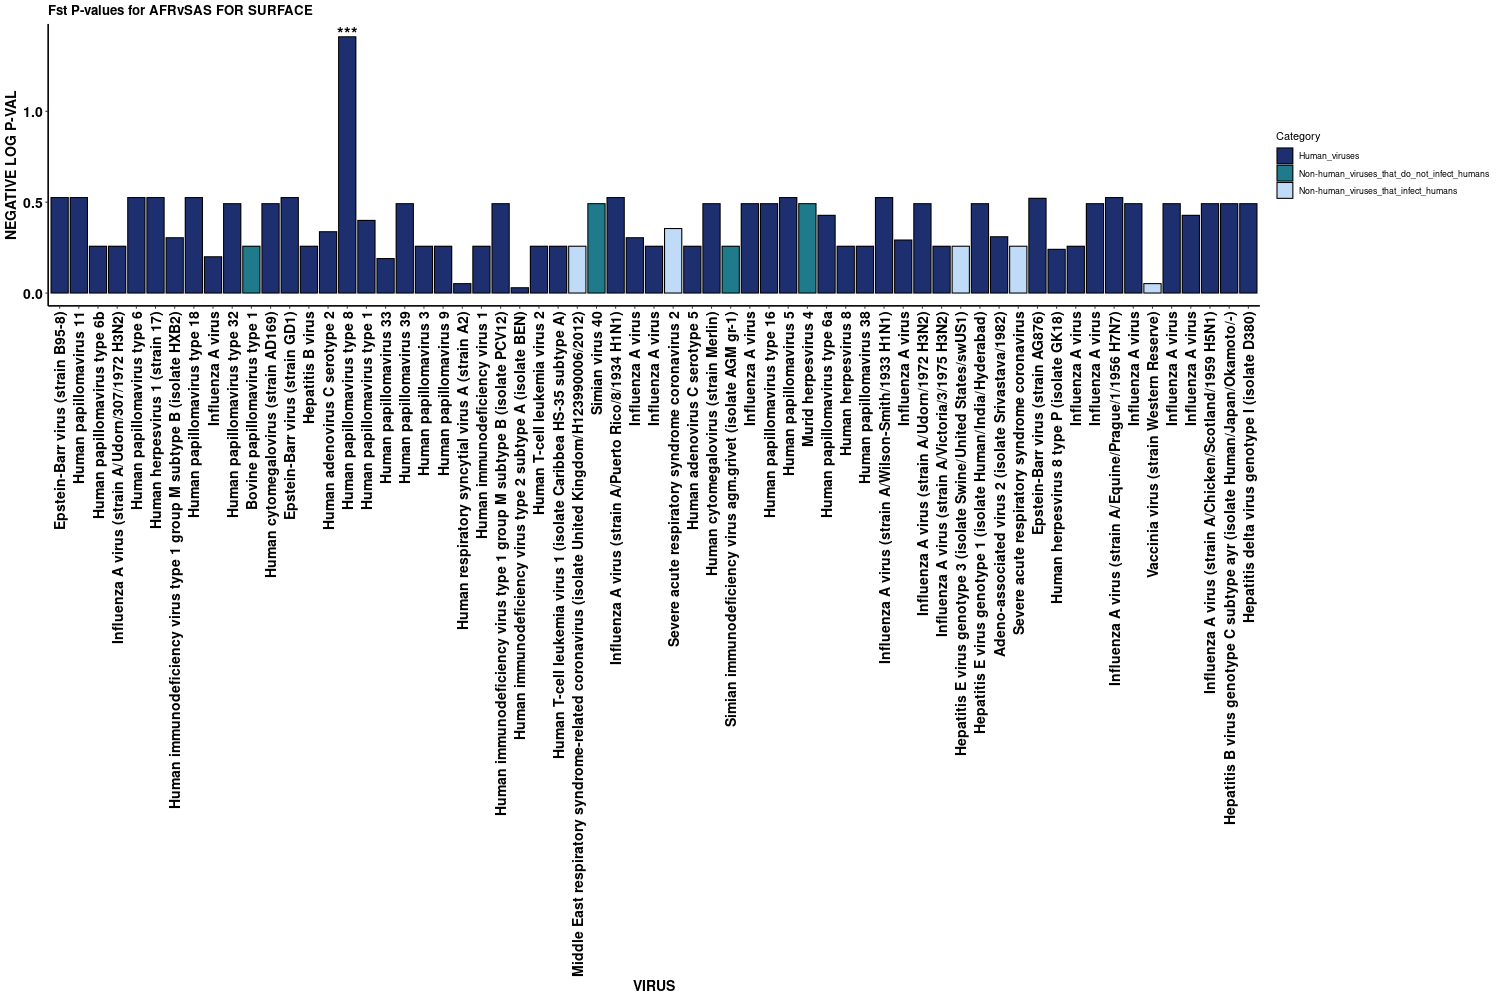 Fst P-values for AFRvSAS FOR SURFACE
***
NEGATIVE LOG P-VAL
1.0
0.5
0.0
Category
Human_viruses
Non-human_viruses_that_do_not_infect_humans
Non-human_viruses_that_infect_humans
Epstein-Barr virus (strain B95-8)
Human papillomavirus 11
Human papillomavirus type 6b
Influenza A virus (strain A/Udorn/307/1972 H3N2)
Human papillomavirus type 6
Human herpesvirus 1 (strain 17)
Human immunodeficiency virus type 1 group M subtype B (isolate HXB2)
Human papillomavirus type 18
Influenza A virus
Human papillomavirus type 32
Bovine papillomavirus type 1
Human cytomegalovirus (strain AD169)
Epstein-Barr virus (strain GD1)
Hepatitis B virus
Human adenovirus C serotype 2
Human papillomavirus type 8
Human papillomavirus type 1
Human papillomavirus 33
Human papillomavirus 39
Human papillomavirus 3
Human papillomavirus 9
Human respiratory syncytial virus A (strain A2)
Human immunodeficiency virus 1
Human immunodeficiency virus type 1 group M subtype B (isolate PCV12)
Human immunodeficiency virus type 2 subtype A (isolate BEN)
Human T-cell leukemia virus 2
Human T-cell leukemia virus 1 (isolate Caribbea HS-35 subtype A)
Middle East respiratory syndrome-related coronavirus (isolate United Kingdom/H123990006/2012)
Simian virus 40
Influenza A virus (strain A/Puerto Rico/8/1934 H1N1)
Influenza A virus
Influenza A virus
Severe acute respiratory syndrome coronavirus 2
Human adenovirus C serotype 5
Human cytomegalovirus (strain Merlin)
Simian immunodeficiency virus agm.grivet (isolate AGM gr-1)
Influenza A virus
Human papillomavirus type 16
Human papillomavirus 5
Murid herpesvirus 4
Human papillomavirus type 6a
Human herpesvirus 8
Human papillomavirus 38
Influenza A virus (strain A/Wilson-Smith/1933 H1N1)
Influenza A virus
Influenza A virus (strain A/Udorn/1972 H3N2)
Influenza A virus (strain A/Victoria/3/1975 H3N2)
Hepatitis E virus genotype 3 (isolate Swine/United States/swUS1)
Hepatitis E virus genotype 1 (isolate Human/India/Hyderabad)
Adeno-associated virus 2 (isolate Srivastava/1982)
Severe acute respiratory syndrome coronavirus
Epstein-Barr virus (strain AG876)
Human herpesvirus 8 type P (isolate GK18)
Influenza A virus
Influenza A virus
Influenza A virus (strain A/Equine/Prague/1/1956 H7N7)
Influenza A virus
Vaccinia virus (strain Western Reserve)
Influenza A virus
Influenza A virus
Influenza A virus (strain A/Chicken/Scotland/1959 H5N1)
Hepatitis B virus genotype C subtype ayr (isolate Human/Japan/Okamoto/-)
Hepatitis delta virus genotype I (isolate D380)
VIRUS